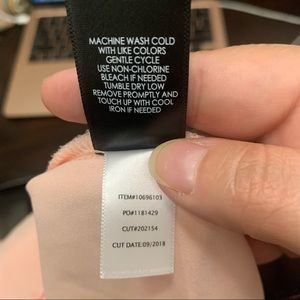 MACHINE WASH COLD
WITH LIKE COLORS
GENTLE CYCLE
USE NON-CHLORINE
BLEACH IF NEEDED
TUMBLE DRY LOW
REMOVE PROMPTLY AND
TOUCH UP WITH COOL
IRON IF NEEDED
ITEM#10696103
PO#1181429
CUT#202154
CUT DATE:09/2018